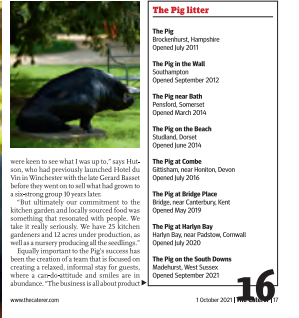 were keen to see what I was up to," says Hut-
son, who had previously launched Hotel du
Vin in Winchester with the late Gerard Basset
before they went on to sell what had grown to
a six-strong group 10 years later.
"But ultimately our commitment to the
kitchen garden and locally sourced food was
something that resonated with people. We
take it really seriously. We have 25 kitchen
gardeners and 12 acres under production, as
well as a nursery producing all the seedlings."
Equally important to the Pig's success has
been the creation of a team that is focused on
creating a relaxed, informal stay for guests,
where a can-do attitude and smiles are in
abundance. "The business is all about product
The Pig litter
The Pig
Brockenhurst, Hampshire
Opened July 2011
The Pig in the Wall
Southampton
Opened September 2012
The Pig near Bath
Pensford, Somerset
Opened March 2014
The Pig on the Beach
Studland, Dorset
Opened June 2014
The Pig at Combe
Gittisham, near Honiton, Devon
Opened July 2016
The Pig at Bridge Place
Bridge, near Canterbury, Kent
Opened May 2019
The Pig at Harlyn Bay
Harlyn Bay, near Padstow, Cornwall
Opened July 2020
The Pig on the South Downs
Madehurst, West Sussex
Opened September 2021
www.thecaterer.com
1 October 2021 | The Caterer | 17
16